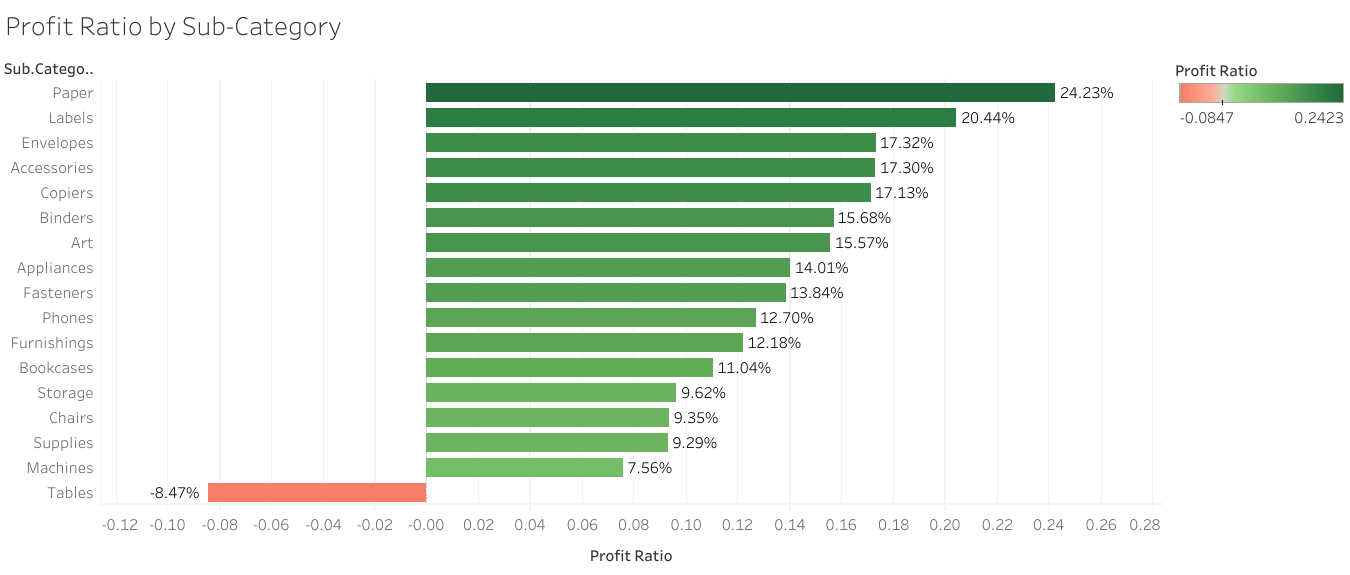 Profit Ratio by Sub-Category
Sub.Catego..
Profit Ratio
-0.0847 0.2423
Paper 24.23%
Labels 20.44%
Envelopes 17.32%
Accessories 17.30%
Copiers 17.13%
Binders 15.68%
Art 15.57%
Appliances 14.01%
Fasteners 13.84%
Phones 12.70%
Furnishings 12.18%
Bookcases 11.04%
Storage 9.62%
Chairs 9.35%
Supplies 9.29%
Machines 7.56%
Tables -8.47%
-0.12 -0.10 -0.08 -0.06 -0.04 -0.02 -0.00 0.02 0.04 0.06 0.08 0.10 0.12 0.14 0.16 0.18 0.20 0.22 0.24 0.26 0.28
Profit Ratio